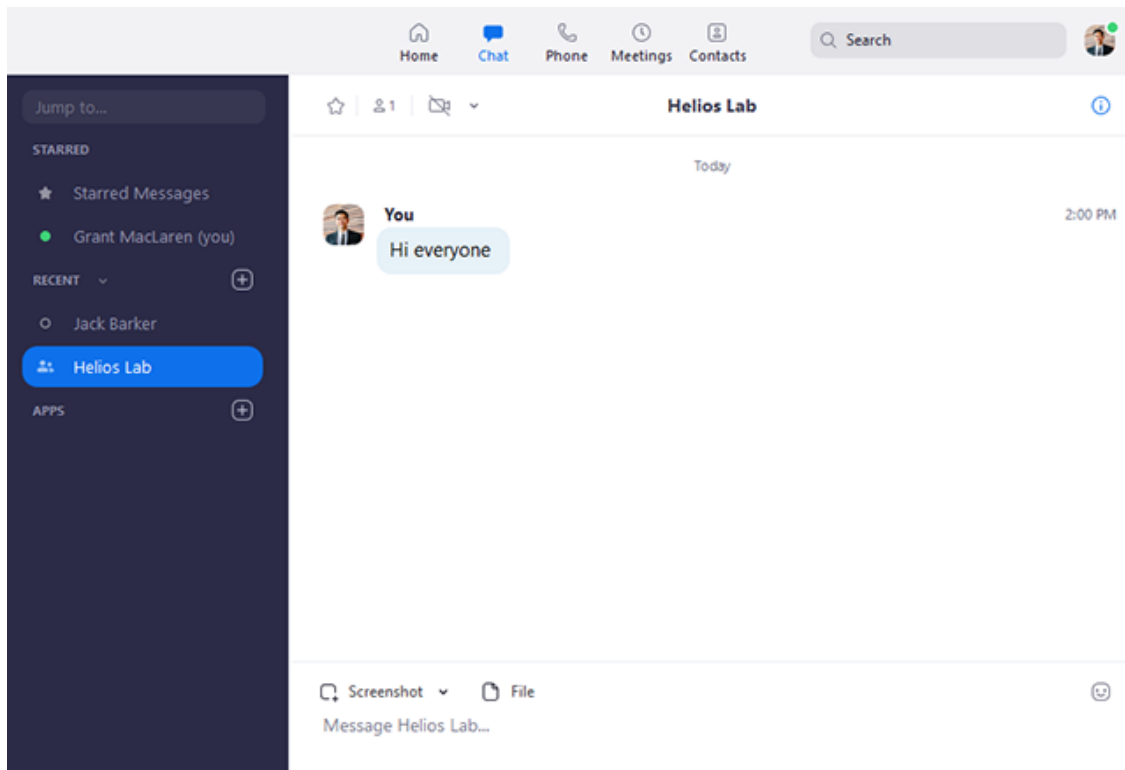 Home Chat Phone Meetings Contacts Search
Jump to...
STARRED
Starred Messages
Grant MacLaren (you)
RECENT
Jack Barker
Helios Lab
APPS
1 Helios Lab
Today
You 2:00 PM
Hi everyone
Screenshot File
Message Helios Lab...